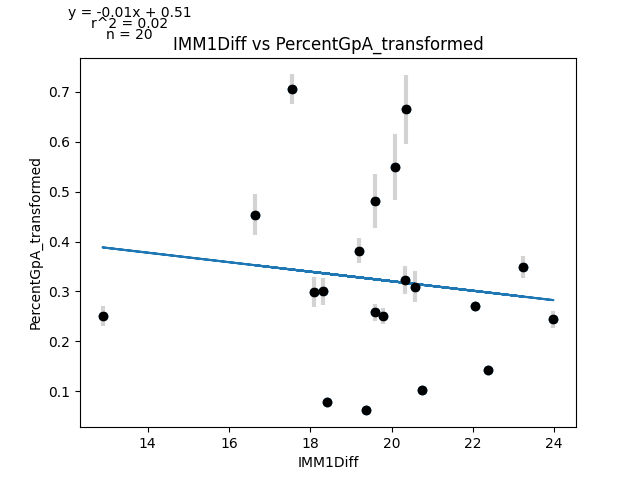 y = -0.01x + 0.51
r^2 = 0.02
n = 20
IMM1Diff vs PercentGpA_transformed
0.7
0.6
0.5
0.4
0.3
0.2
0.1
PercentGpA_transformed
14 16 18 20 22 24
IMM1Diff